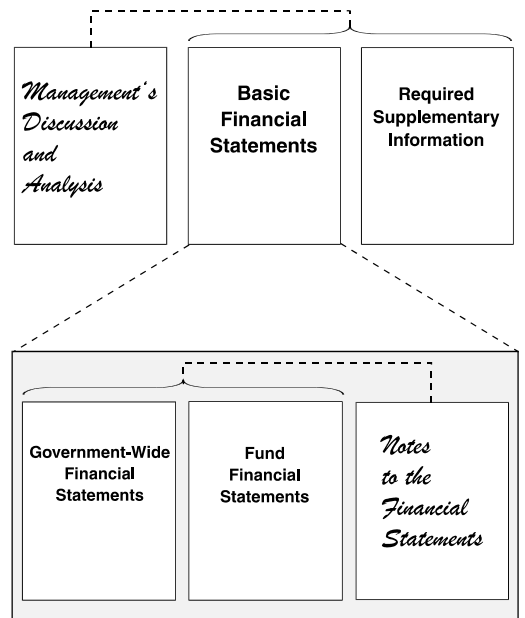 Management's
Discussion
and
Analysis
Basic
Financial
Statements
Required
Supplementary
Information
Government-Wide
Financial
Statements
Fund
Financial
Statements
Notes
to the
Financial
Statements